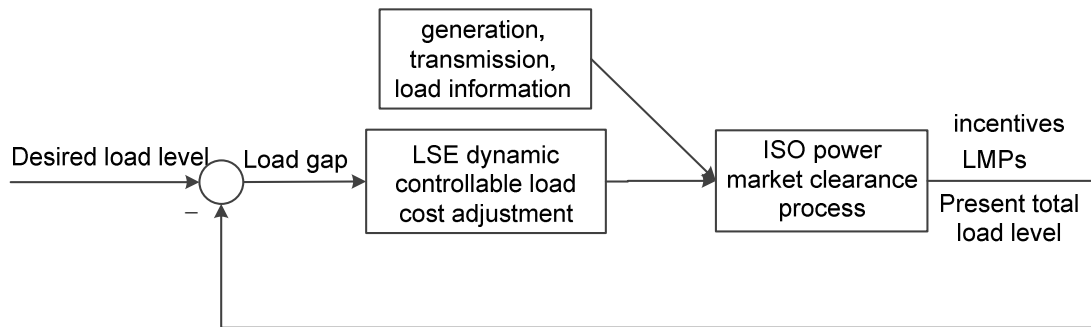 generation,
transmission,
load information
Desired load level
Load gap
LSE dynamic
controllable load
cost adjustment
ISO power
market clearance
process
incentives
LMPs
Present total
load level
−